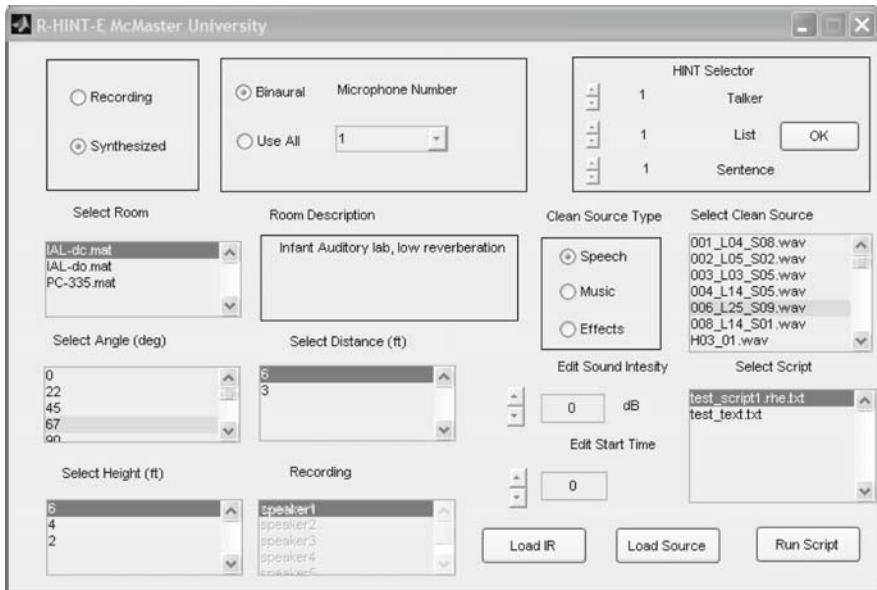 R-HINT-E McMaster University
Recording
Synthesized
Binaural
Microphone Number
Use All
1
HINT Selector
1
Talker
1
List
OK
1
Sentence
Select Room
IAL-dc.mat
IAL-do.mat
PC-335.mat
Room Description
Infant Auditory lab, low reverberation
Clean Source Type
Speech
Music
Effects
Select Clean Source
001_L04_S08.wav
002_L05_S02.wav
003_L03_S05.wav
004_L14_S05.wav
006_L25_S09.wav
008_L14_S01.wav
H03_01.wav
Select Angle (deg)
0
22
45
67
90
Select Distance (ft)
6
3
Edit Sound Intesity
0
dB
Edit Start Time
0
Select Script
test_script1.rhe.txt
test_text.txt
Select Height (ft)
6
4
2
Recording
speaker1
speaker2
speaker3
speaker4
speaker5
Load IR
Load Source
Run Script